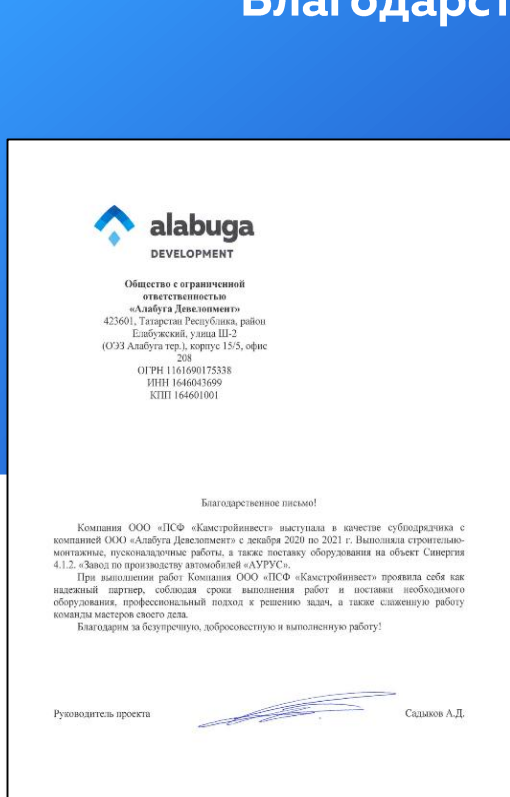 Благодарст
alabuga
DEVELOPMENT
Общество с ограниченной
ответственностью
«Алабуга Девелопмент»
423601, Татарстан Республика, район
Елабужский, улица Ш-2
(ОЭЗ Алабуга тер.), корпус 15/5, офис
208
ОГРН 1161690175338
ИНН 1646043699
КПП 164601001
Благодарственное письмо!
Компания ООО «ПСФ «Камстройинвест» выступала в качестве субподрядчика с
компанией ООО «Алабуга Девелопмент» с декабря 2020 по 2021 г. Выполняла строительно-
монтажные, пусконаладочные работы, а также поставку оборудования на объект Синергия
4.1.2. «Завод по производству автомобилей «АУРУС».
При выполнении работ Компания ООО «ПСФ «Камстройинвест» проявила себя как
надежный партнер, соблюдая сроки выполнения работ и поставки необходимого
оборудования, профессиональный подход к решению задач, а также слаженную работу
команды мастеров своего дела.
Благодарим за безупречную, добросовестную и выполненную работу!
Руководитель проекта
Садыков А.Д.